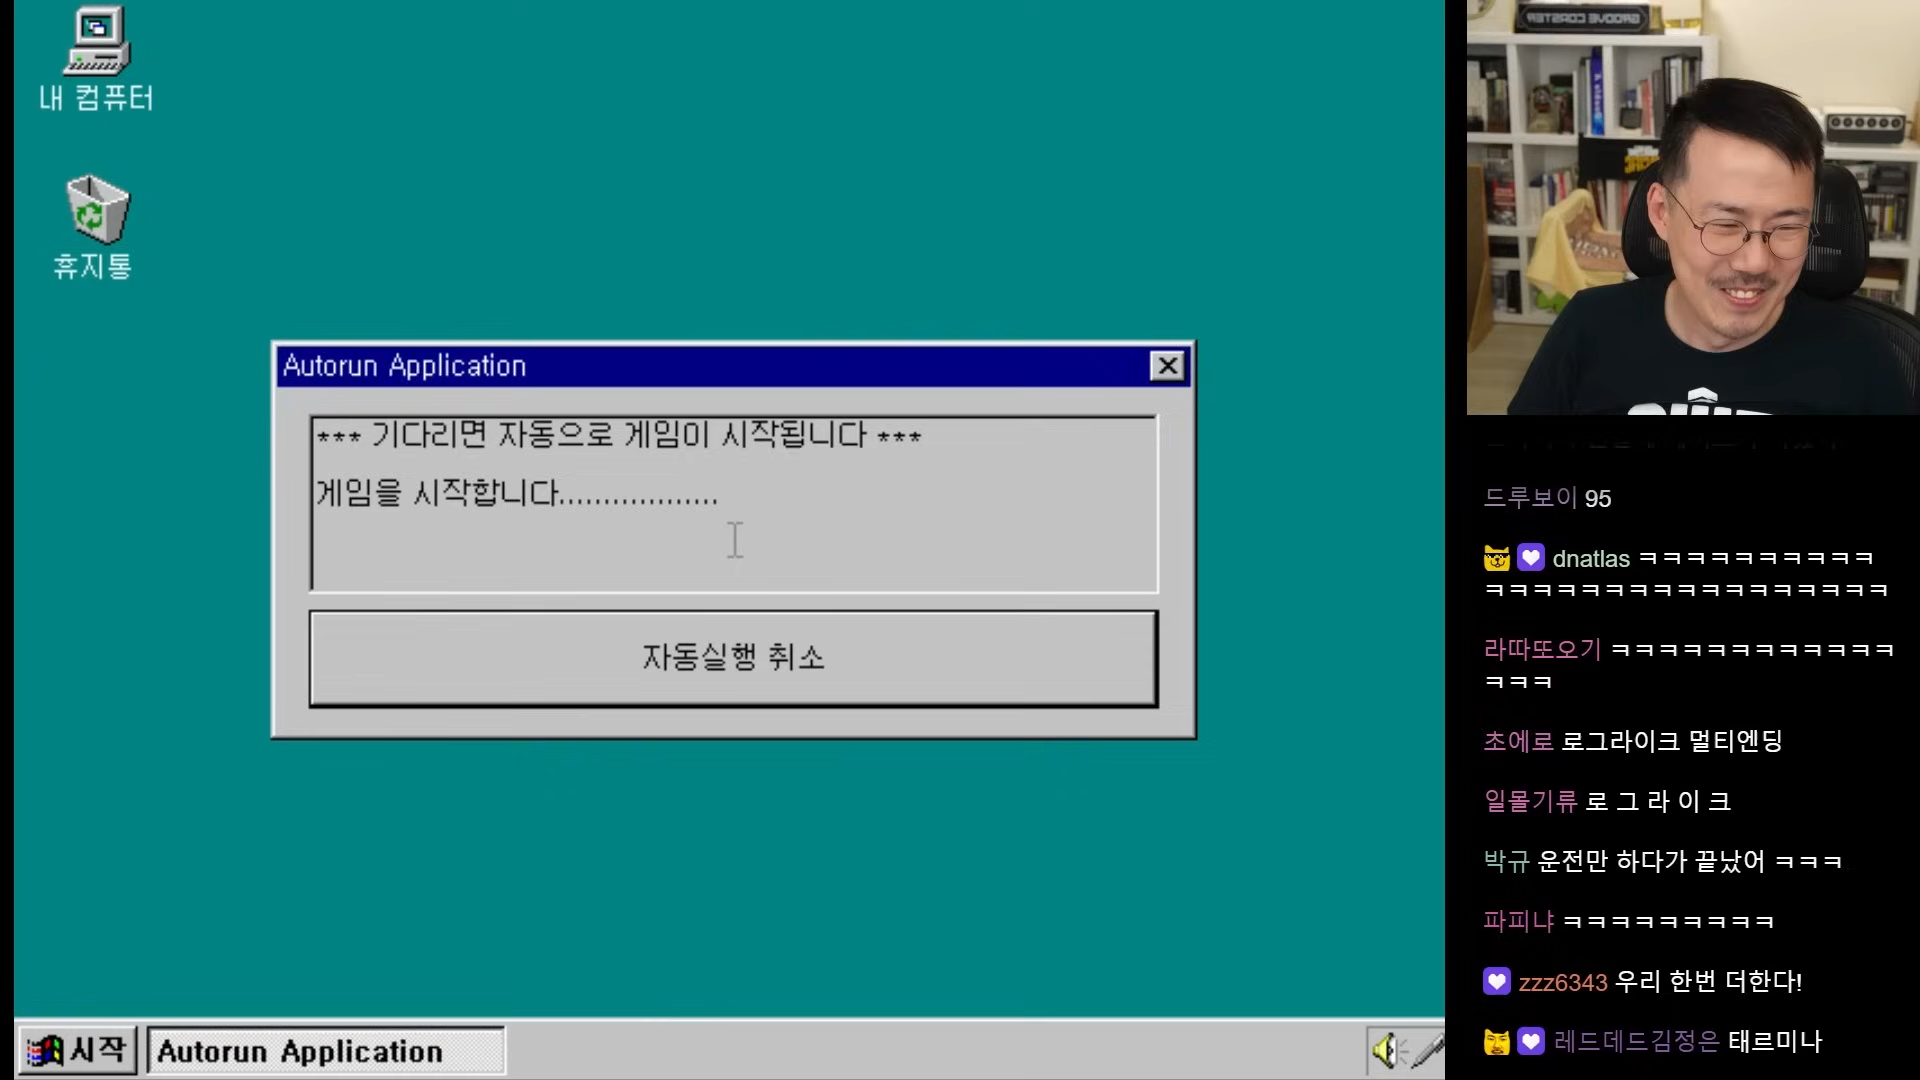 내 컴퓨터
휴지통
Autorun Application
*** 기다리면 자동으로 게임이 시작됩니다 ***
게임을 시작합니다..................
자동실행 취소
시작
Autorun Application
GROOVE COASTER
드루보이 95
dnatlas ㅋㅋㅋㅋㅋㅋㅋㅋㅋㅋ
ㅋㅋㅋㅋㅋㅋㅋㅋㅋㅋㅋㅋㅋㅋㅋㅋㅋ
라따또오기 ㅋㅋㅋㅋㅋㅋㅋㅋㅋㅋㅋㅋ
ㅋㅋㅋ
초에로 로그라이크 멀티엔딩
일몰기류 로 그 라 이 크
박규 운전만 하다가 끝났어 ㅋㅋㅋ
파피냐 ㅋㅋㅋㅋㅋㅋㅋㅋㅋ
zzz6343 우리 한번 더한다!
레드데드김정은 태르미나